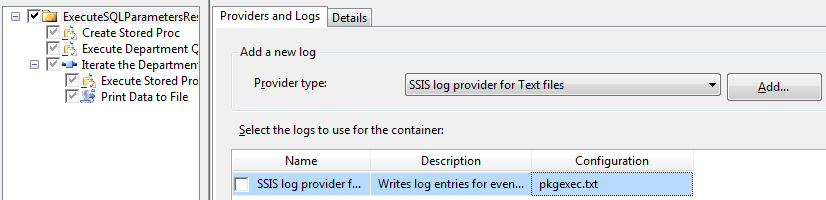 ExecuteSQLParametersRes
Create Stored Proc
Execute Department Q
Iterate the Department
Execute Stored Pro
Print Data to File
Providers and Logs
Details
Add a new log
Provider type:
SSIS log provider for Text files
Add...
Select the logs to use for the container:
Name
Description
Configuration
SSIS log provider f...
Writes log entries for even...
pkgexec.txt